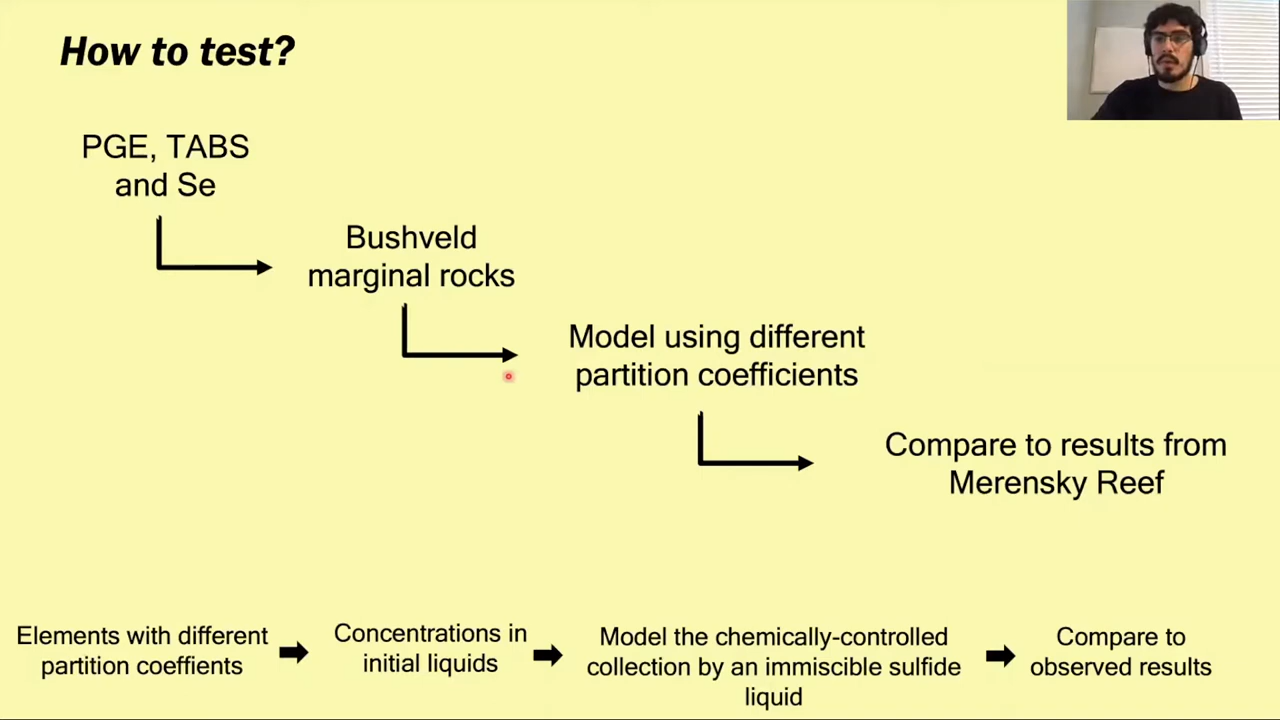 How to test?
PGE, TABS
and Se
Bushveld
marginal rocks
Model using different
partition coefficients
Compare to results from
Merensky Reef
Elements with different
partition coeffients
Concentrations in
initial liquids
Model the chemically-controlled
collection by an immiscible sulfide
liquid
Compare to
observed results